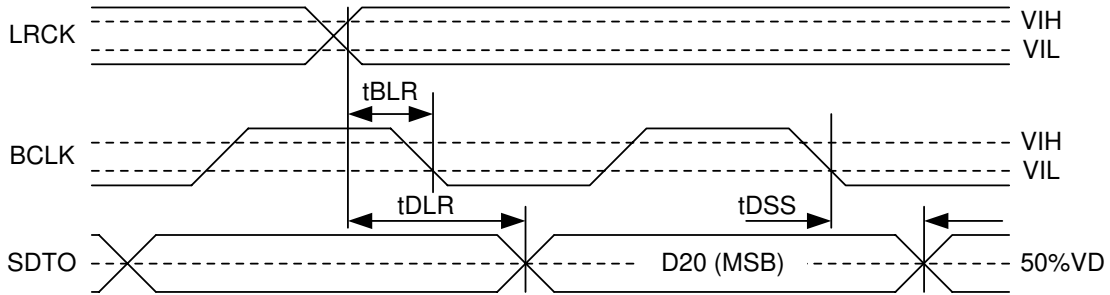 LRCK
VIH
VIL
tBLR
BCLK
VIH
VIL
tDLR
tDSS
SDTO
D20 (MSB)
50%VD